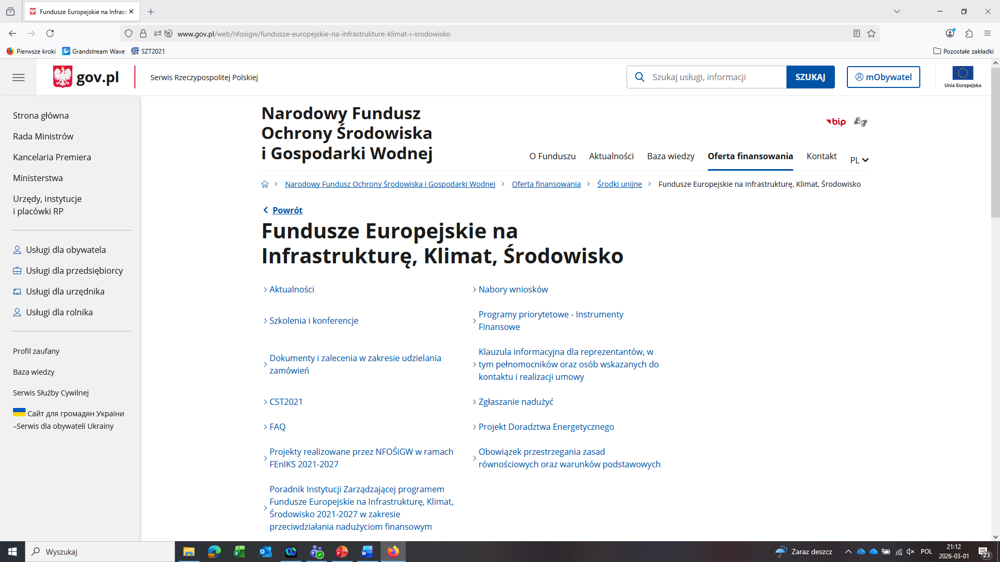 Fundusze Europejskie na Infrast
www.gov.pl/web/nfosigw/fundusze-europejskie-na-infrastrukture-klimat-i-srodowisko
Pierwsze kroki
Grandstream Wave
SZT2021
Pozostałe zakładki
gov.pl
Serwis Rzeczypospolitej Polskiej
Szukaj usługi, informacji
SZUKAJ
mObywatel
Unia Europejska
Strona główna
Rada Ministrów
Kancelaria Premiera
Ministerstwa
Urzędy, instytucje
i placówki RP
Usługi dla obywatela
Usługi dla przedsiębiorcy
Usługi dla urzędnika
Usługi dla rolnika
Profil zaufany
Baza wiedzy
Serwis Służby Cywilnej
Сайт для громадян України
–Serwis dla obywateli Ukrainy
Narodowy Fundusz
Ochrony Środowiska
i Gospodarki Wodnej
bip
O Funduszu
Aktualności
Baza wiedzy
Oferta finansowania
Kontakt
PL
Narodowy Fundusz Ochrony Środowiska i Gospodarki Wodnej
Oferta finansowania
Środki unijne
Fundusze Europejskie na Infrastrukturę, Klimat, Środowisko
Powrót
Fundusze Europejskie na
Infrastrukturę, Klimat, Środowisko
Aktualności
Nabory wniosków
Szkolenia i konferencje
Programy priorytetowe - Instrumenty
Finansowe
Dokumenty i zalecenia w zakresie udzielania
zamówień
Klauzula informacyjna dla reprezentantów, w
tym pełnomocników oraz osób wskazanych do
kontaktu i realizacji umowy
CST2021
Zgłaszanie nadużyć
FAQ
Projekt Doradztwa Energetycznego
Projekty realizowane przez NFOŚiGW w ramach
FEnIKS 2021-2027
Obowiązek przestrzegania zasad
równościowych oraz warunków podstawowych
Poradnik Instytucji Zarządzającej programem
Fundusze Europejskie na Infrastrukturę, Klimat,
Środowisko 2021-2027 w zakresie
przeciwdziałania nadużyciom finansowym
Wyszukaj
Zaraz deszcz
POL
21:12
2026-03-01
23